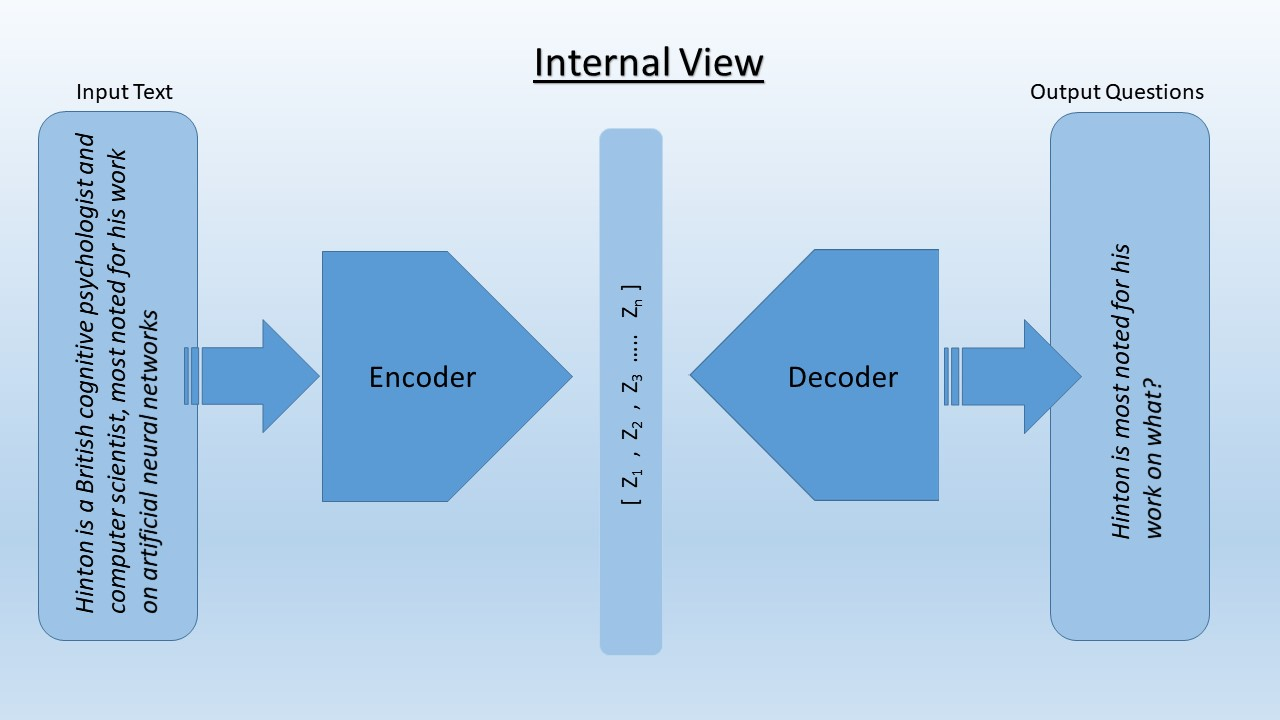 Internal View
Input Text
Hinton is a British cognitive psychologist and
computer scientist, most noted for his work
on artificial neural networks
Encoder
[ Z1 , Z2 , Z3 ..... Zn ]
Decoder
Output Questions
Hinton is most noted for his
work on what?